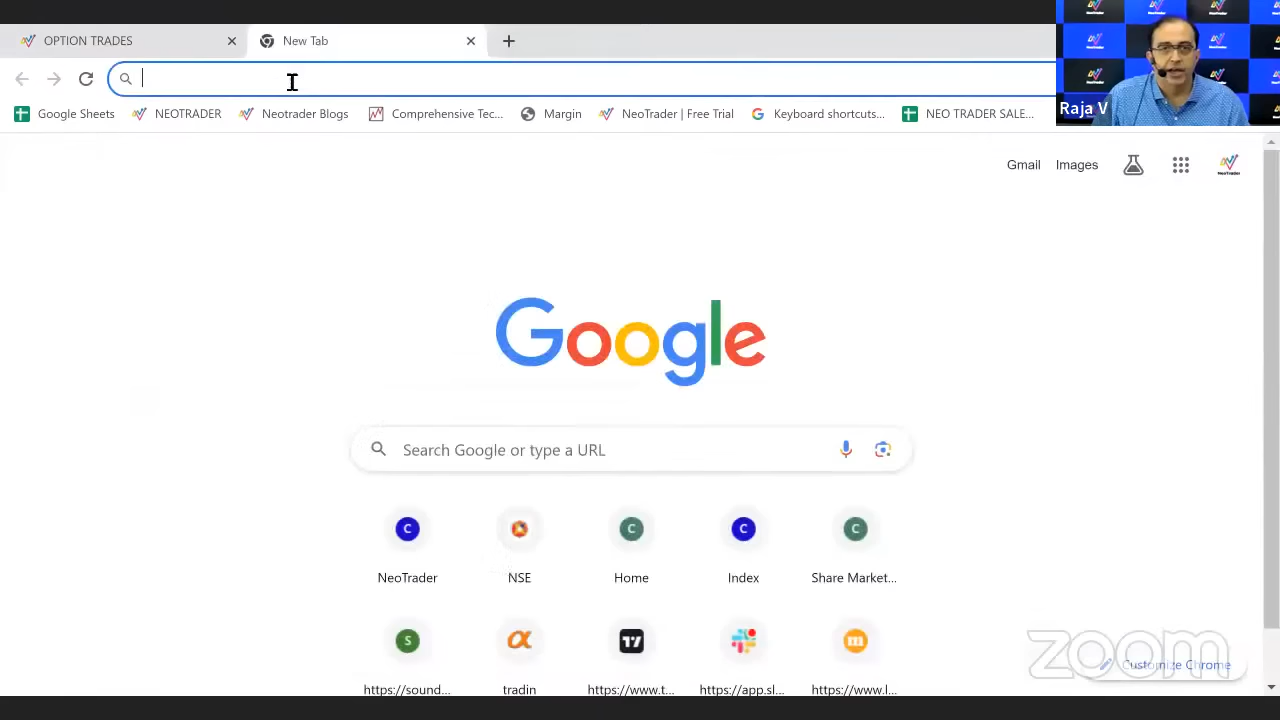 OPTION TRADES
New Tab
Google Sheets
NEOTRADER
Neotrader Blogs
Comprehensive Tec...
Margin
NeoTrader | Free Trial
Keyboard shortcuts...
NEO TRADER SALE...
Raja V
Gmail
Images
NeoTrader
Google
Search Google or type a URL
C
C
C
C
NeoTrader
NSE
Home
Index
Share Market...
S
m
https://sound...
tradin
https://www.t...
https://app.sl...
https://www.l...
zoom
Customize Chrome